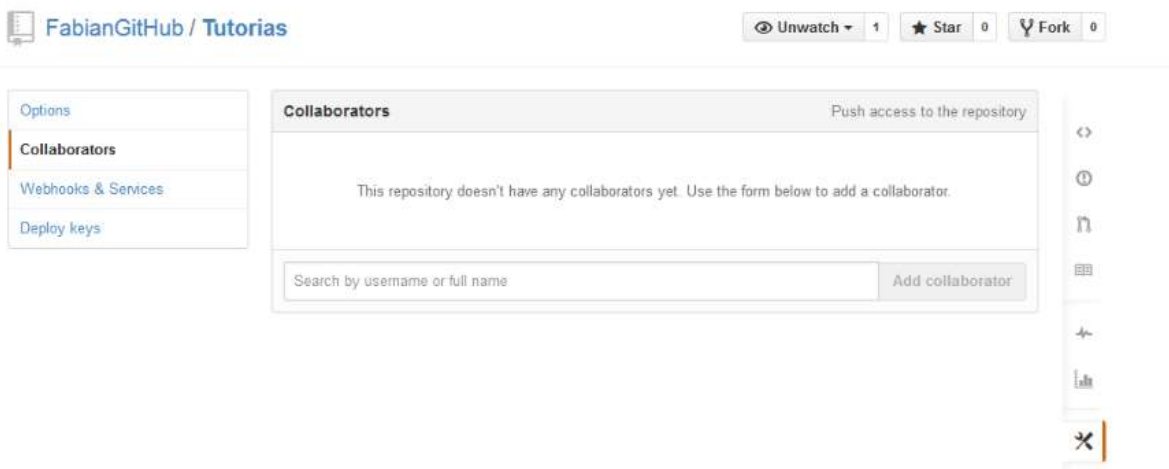 FabianGitHub / Tutorias
Unwatch 1
Star 0
Fork 0
Options
Collaborators
Webhooks & Services
Deploy keys
Collaborators Push access to the repository
This repository doesn't have any collaborators yet. Use the form below to add a collaborator.
Search by username or full name
Add collaborator